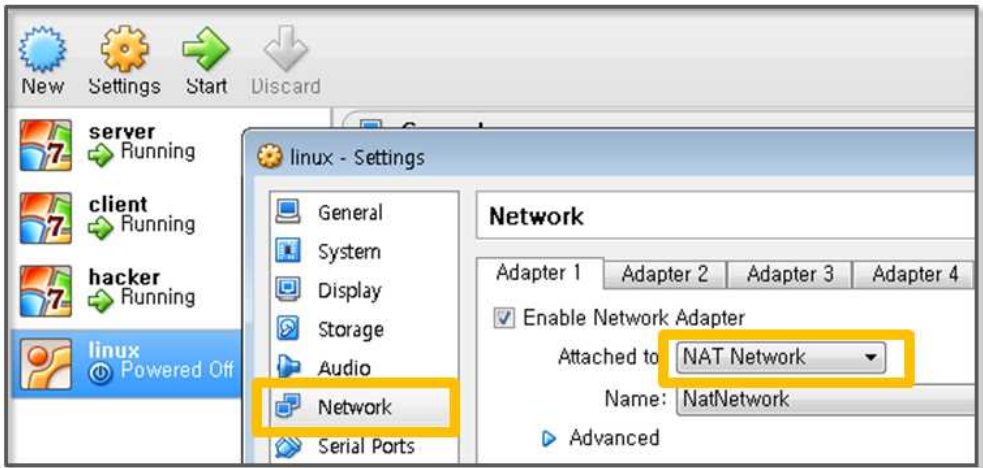 New Settings Start Discard
server
Running
client
Running
hacker
Running
linux
Powered Off
linux - Settings
General
System
Display
Storage
Audio
Network
Serial Ports
Network
Adapter 1 Adapter 2 Adapter 3 Adapter 4
Enable Network Adapter
Attached to NAT Network
Name: NatNetwork
Advanced